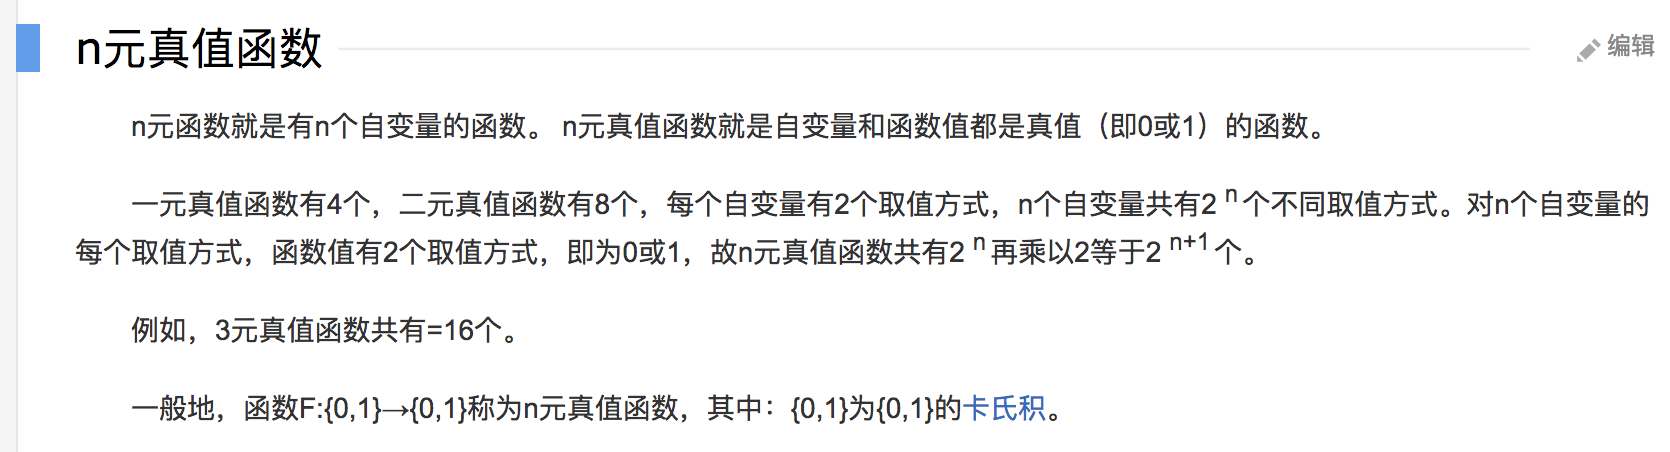 n元真值函数
编辑
n元函数就是有n个自变量的函数。 n元真值函数就是自变量和函数值都是真值（即0或1）的函数。
一元真值函数有4个，二元真值函数有8个，每个自变量有2个取值方式，n个自变量共有2 n 个不同取值方式。对n个自变量的
每个取值方式，函数值有2个取值方式，即为0或1，故n元真值函数共有2 n 再乘以2等于2 n+1 个。
例如，3元真值函数共有=16个。
一般地，函数F:{0,1}→{0,1}称为n元真值函数，其中：{0,1}为{0,1}的卡氏积。